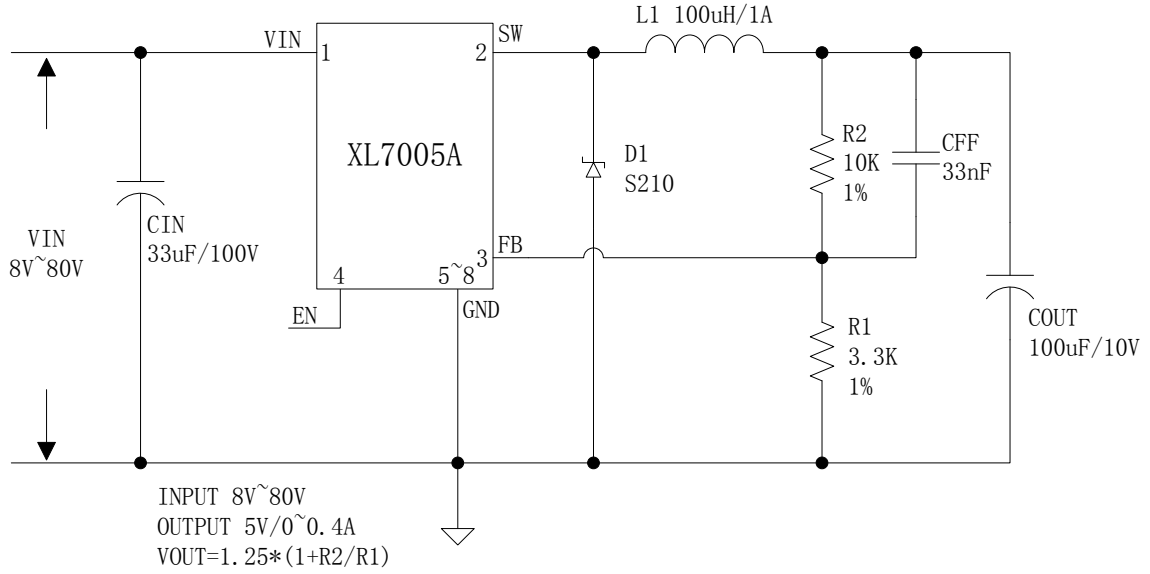 L1 100uH/1A
VIN
1
SW
2
XL7005A
D1
S210
R2
10K
1%
CFF
33nF
CIN
33uF/100V
VIN
8V~80V
FB
3
4
5~8
EN
GND
R1
3.3K
1%
COUT
100uF/10V
INPUT 8V~80V
OUTPUT 5V/0~0.4A
VOUT=1.25*(1+R2/R1)